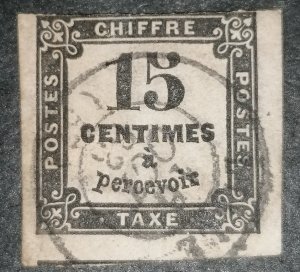 CHIFFRE
POSTES
15
CENTIMES
à
percevoir
POSTES
TAXE